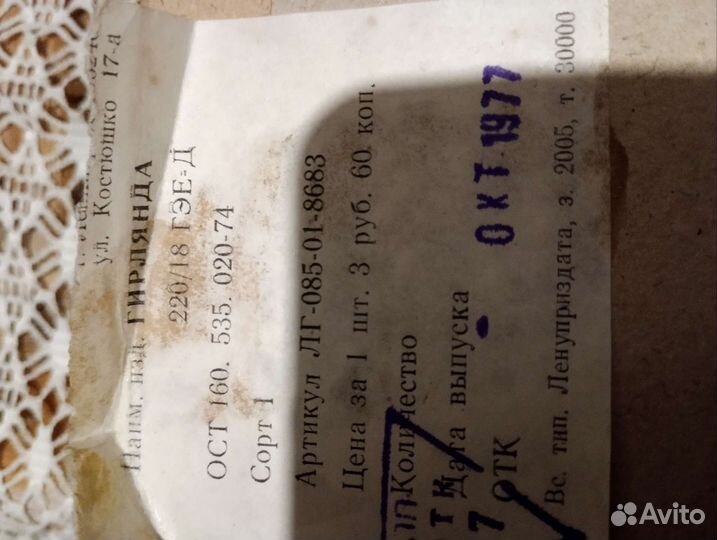 ул. Костюшко 17-а
Наим. изд. ГИРЛЯНДА
220/18 ГЭЕ-Д
ОСТ 160. 535. 020-74
Сорт 1
Артикул ЛГ-085-01-8683
Цена за 1 шт. 3 руб. 60 коп.
Количество
Дата выпуска ОКТ 1977
ОТК
7
Вс. тип. Ленуприздата, з. 2005, т. 30000
Avito